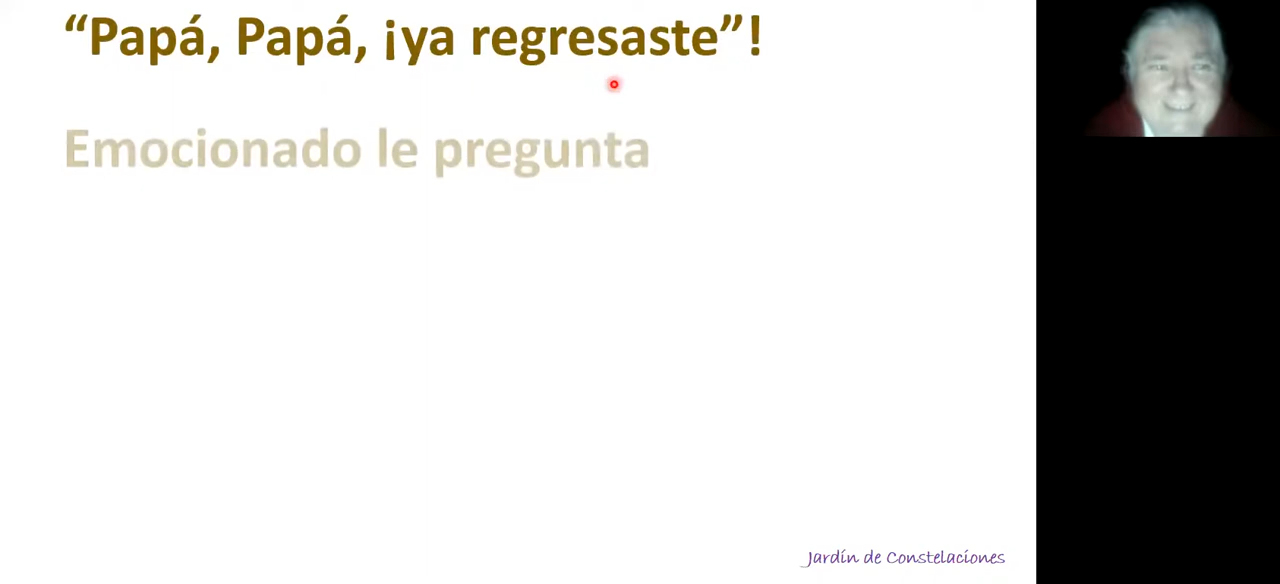 “Papá, Papá, ¡ya regresaste”!
Emocionado le pregunta
Jardín de Constelaciones